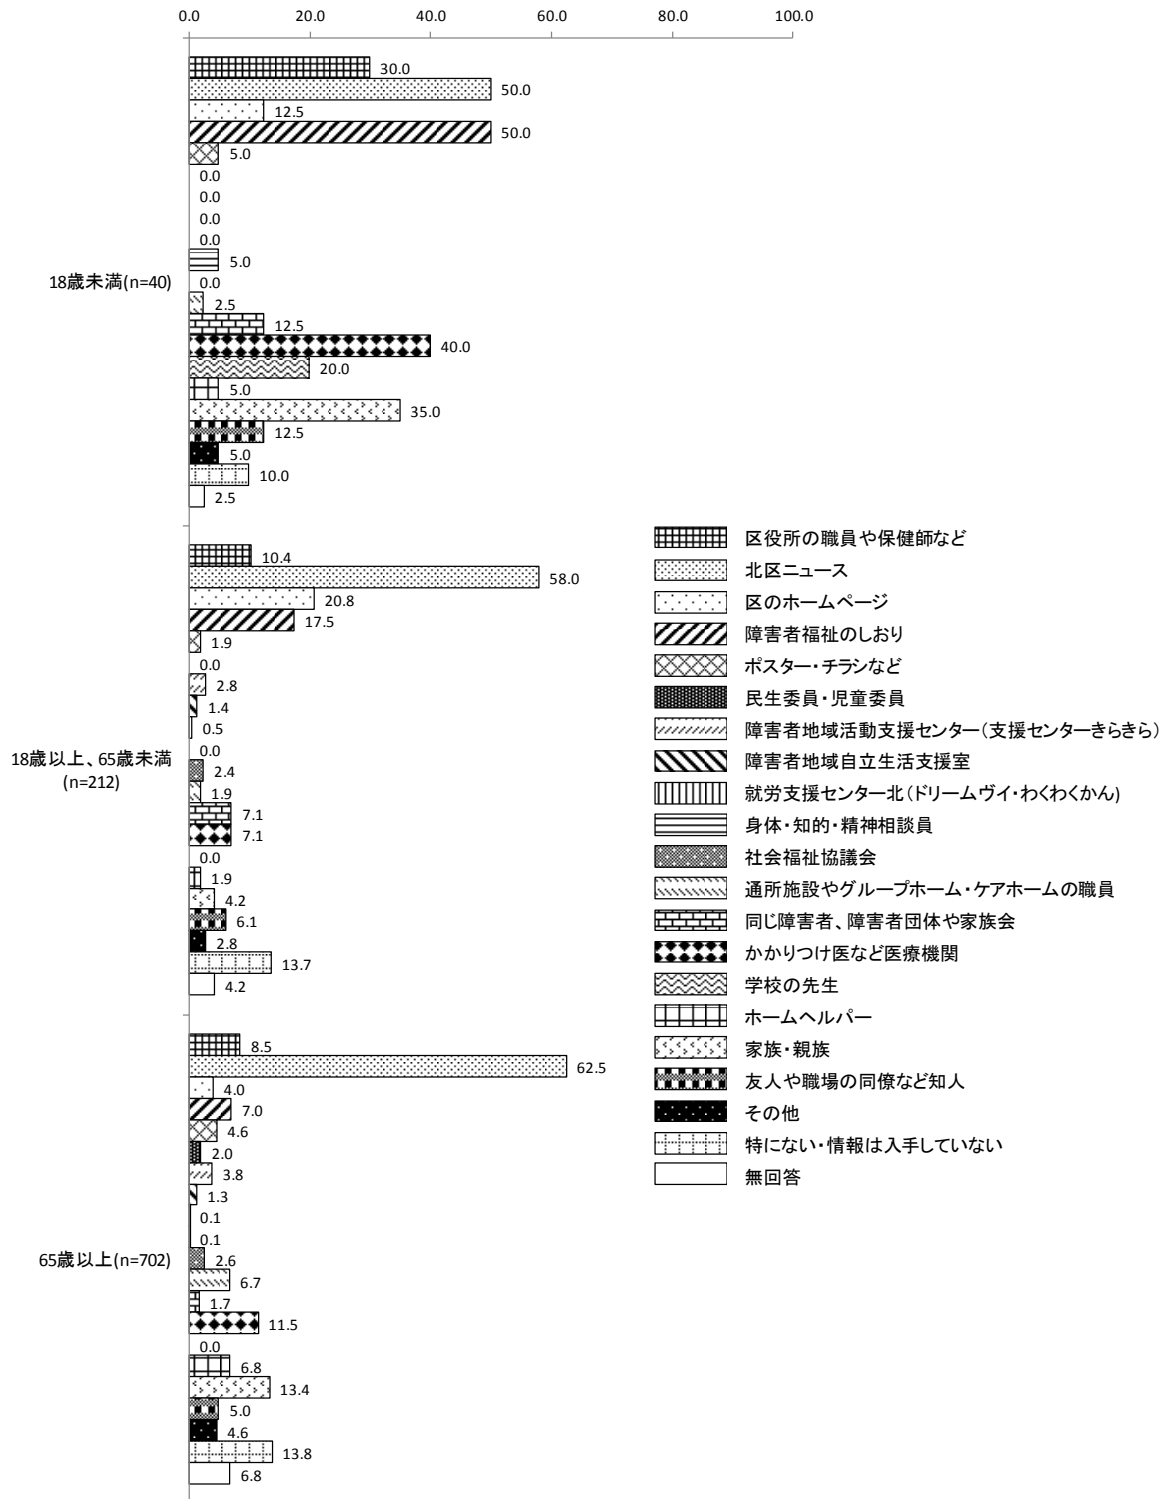 0.0 20.0 40.0 60.0 80.0 100.0
18歳未満(n=40)
30.0
50.0
12.5
50.0
5.0
0.0
0.0
0.0
0.0
5.0
0.0
2.5
12.5
40.0
20.0
5.0
35.0
12.5
5.0
10.0
2.5
18歳以上、65歳未満
(n=212)
10.4
58.0
20.8
17.5
1.9
0.0
2.8
1.4
0.5
0.0
2.4
1.9
7.1
7.1
0.0
1.9
4.2
6.1
2.8
13.7
4.2
65歳以上(n=702)
8.5
62.5
4.0
7.0
4.6
2.0
3.8
1.3
0.1
0.1
2.6
6.7
1.7
11.5
0.0
6.8
13.4
5.0
4.6
13.8
6.8
区役所の職員や保健師など
北区ニュース
区のホームページ
障害者福祉のしおり
ポスター・チラシなど
民生委員・児童委員
障害者地域活動支援センター(支援センターきらきら)
障害者地域自立生活支援室
就労支援センター北(ドリームヴイ・わくわくかん)
身体・知的・精神相談員
社会福祉協議会
通所施設やグループホーム・ケアホームの職員
同じ障害者、障害者団体や家族会
かかりつけ医など医療機関
学校の先生
ホームヘルパー
家族・親族
友人や職場の同僚など知人
その他
特にない・情報は入手していない
無回答